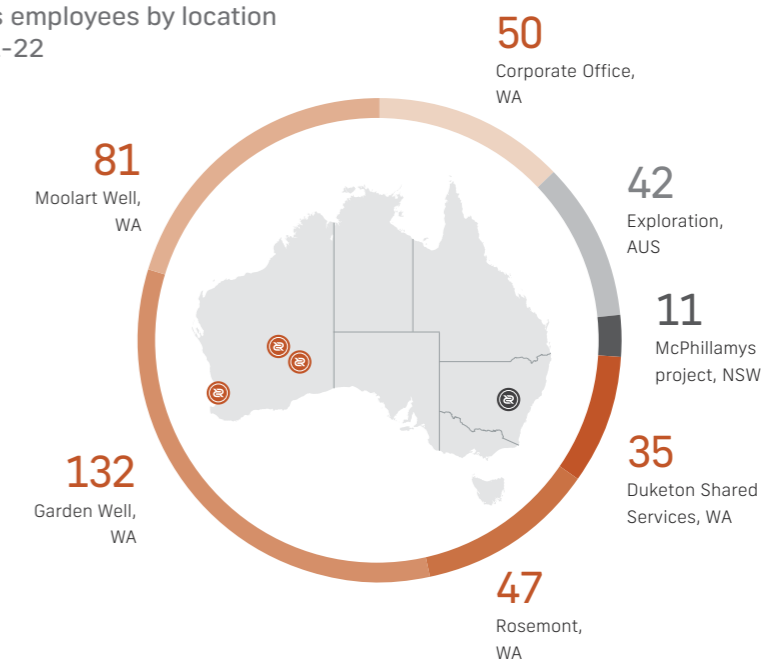 employees by location
-22
50
Corporate Office,
WA
81
Moolart Well,
WA
42
Exploration,
AUS
11
McPhillamys
project, NSW
132
Garden Well,
WA
35
Duketon Shared
Services, WA
47
Rosemont,
WA